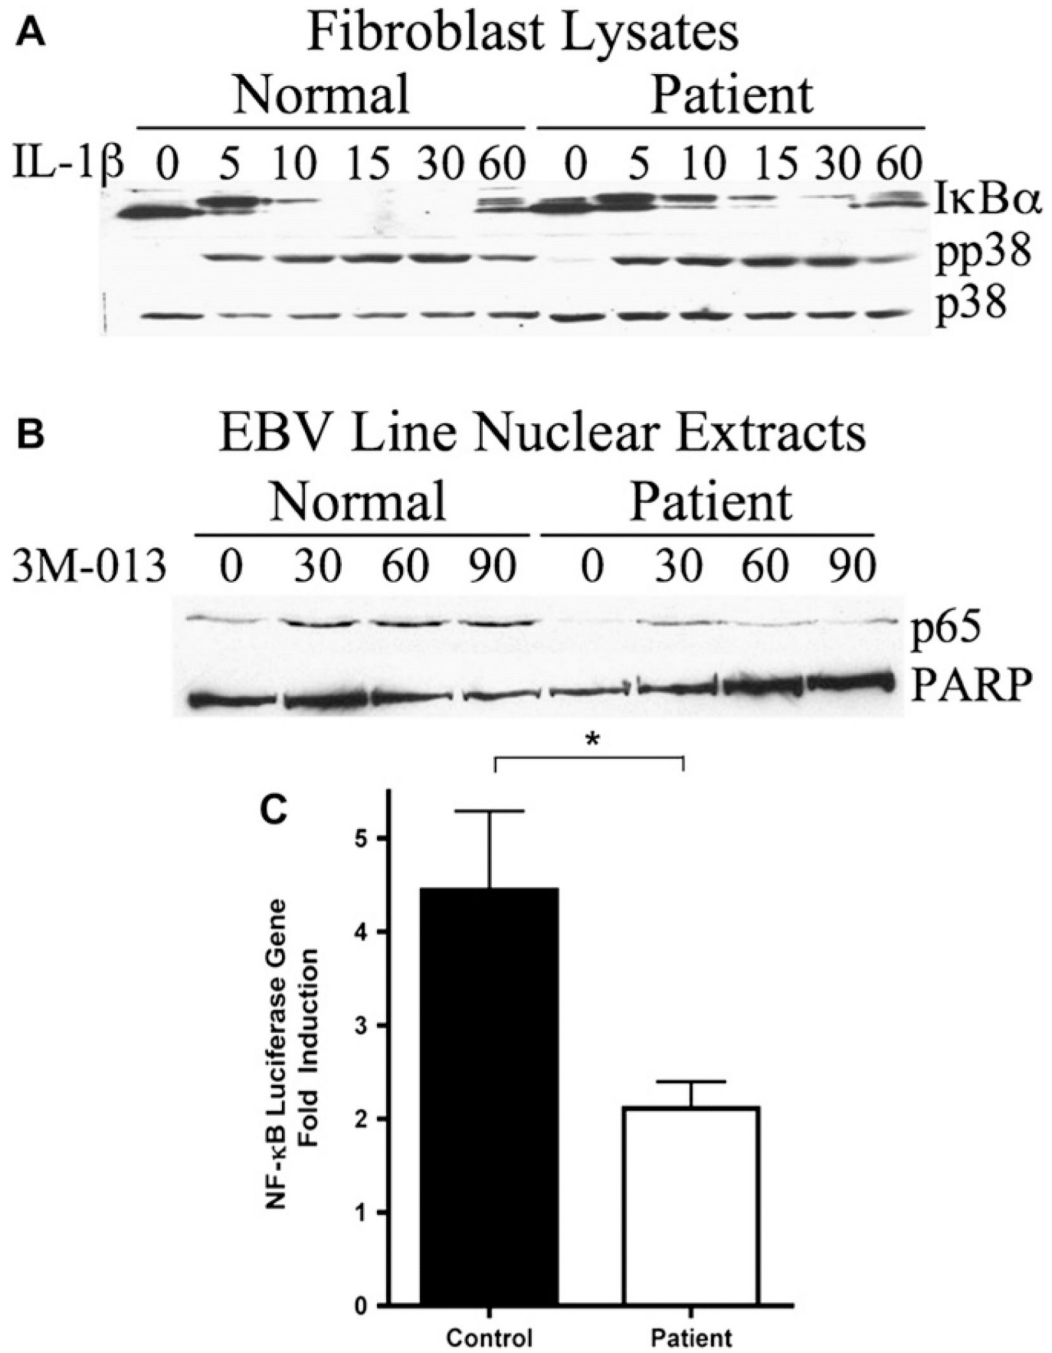 A
Fibroblast Lysates
Normal Patient
IL-1β 0 5 10 15 30 60 0 5 10 15 30 60
IκBα
pp38
p38
B
EBV Line Nuclear Extracts
Normal Patient
3M-013 0 30 60 90 0 30 60 90
p65
PARP
*
C
5
4
3
2
1
0
NF-κB Luciferase Gene
Fold Induction
Control Patient